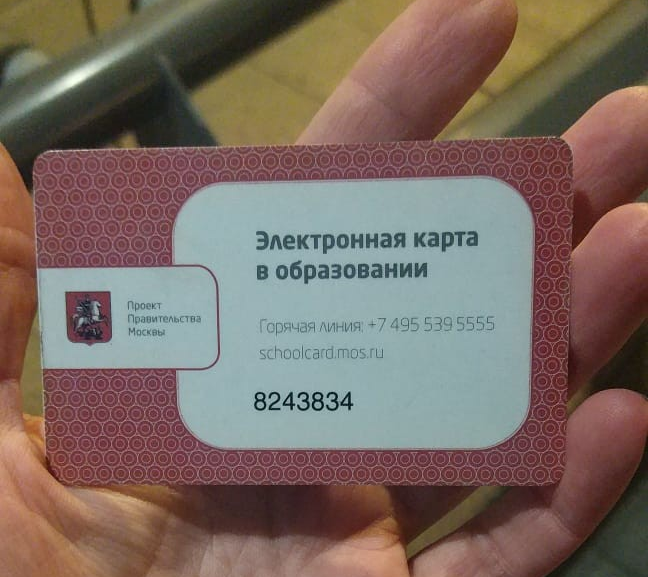 Электронная карта
в образовании
Проект
Правительства
Москвы
Горячая линия: +7 495 539 5555
schoolcard.mos.ru
8243834